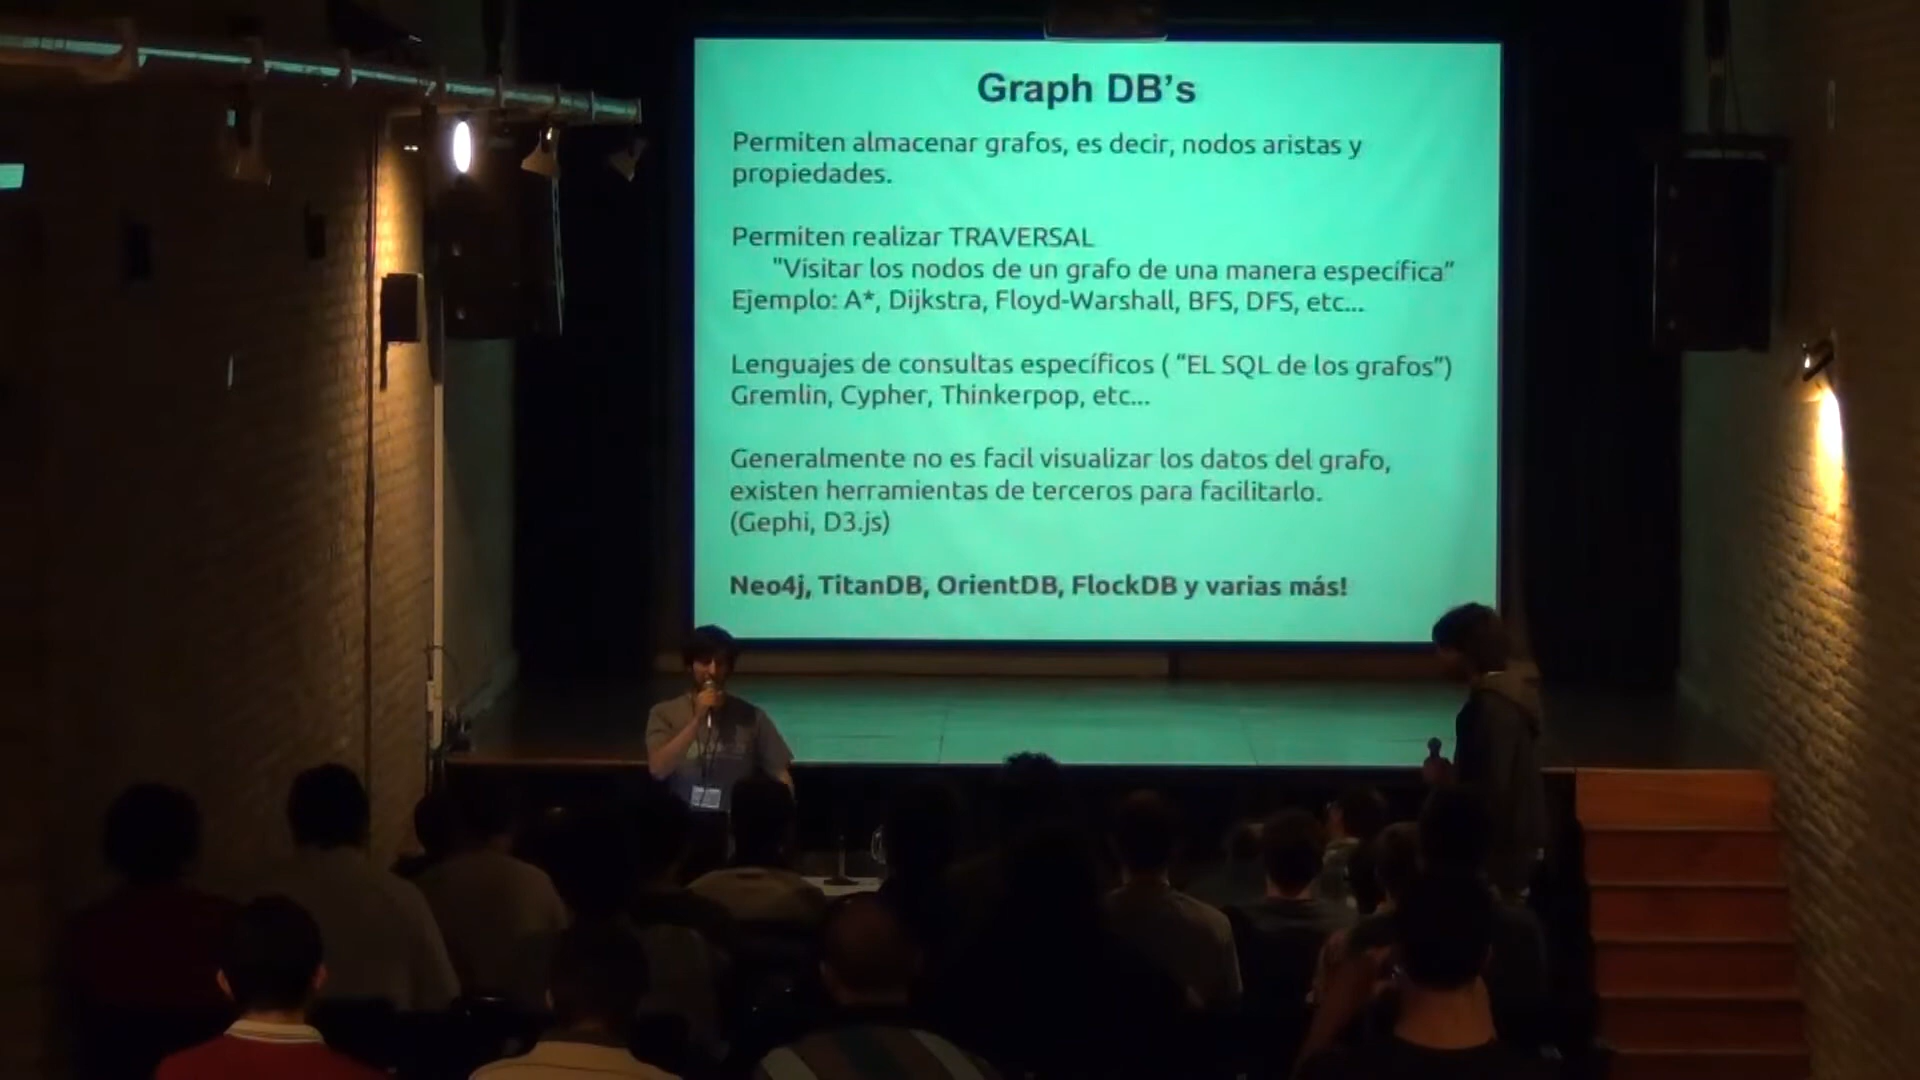 Graph DB's
Permiten almacenar grafos, es decir, nodos aristas y
propiedades.
Permiten realizar TRAVERSAL
"Visitar los nodos de un grafo de una manera específica"
Ejemplo: A*, Dijkstra, Floyd-Warshall, BFS, DFS, etc...
Lenguajes de consultas específicos ( "EL SQL de los grafos")
Gremlin, Cypher, Thinkerpop, etc...
Generalmente no es facil visualizar los datos del grafo,
existen herramientas de terceros para facilitarlo.
(Gephi, D3.js)
Neo4j, TitanDB, OrientDB, FlockDB y varias más!